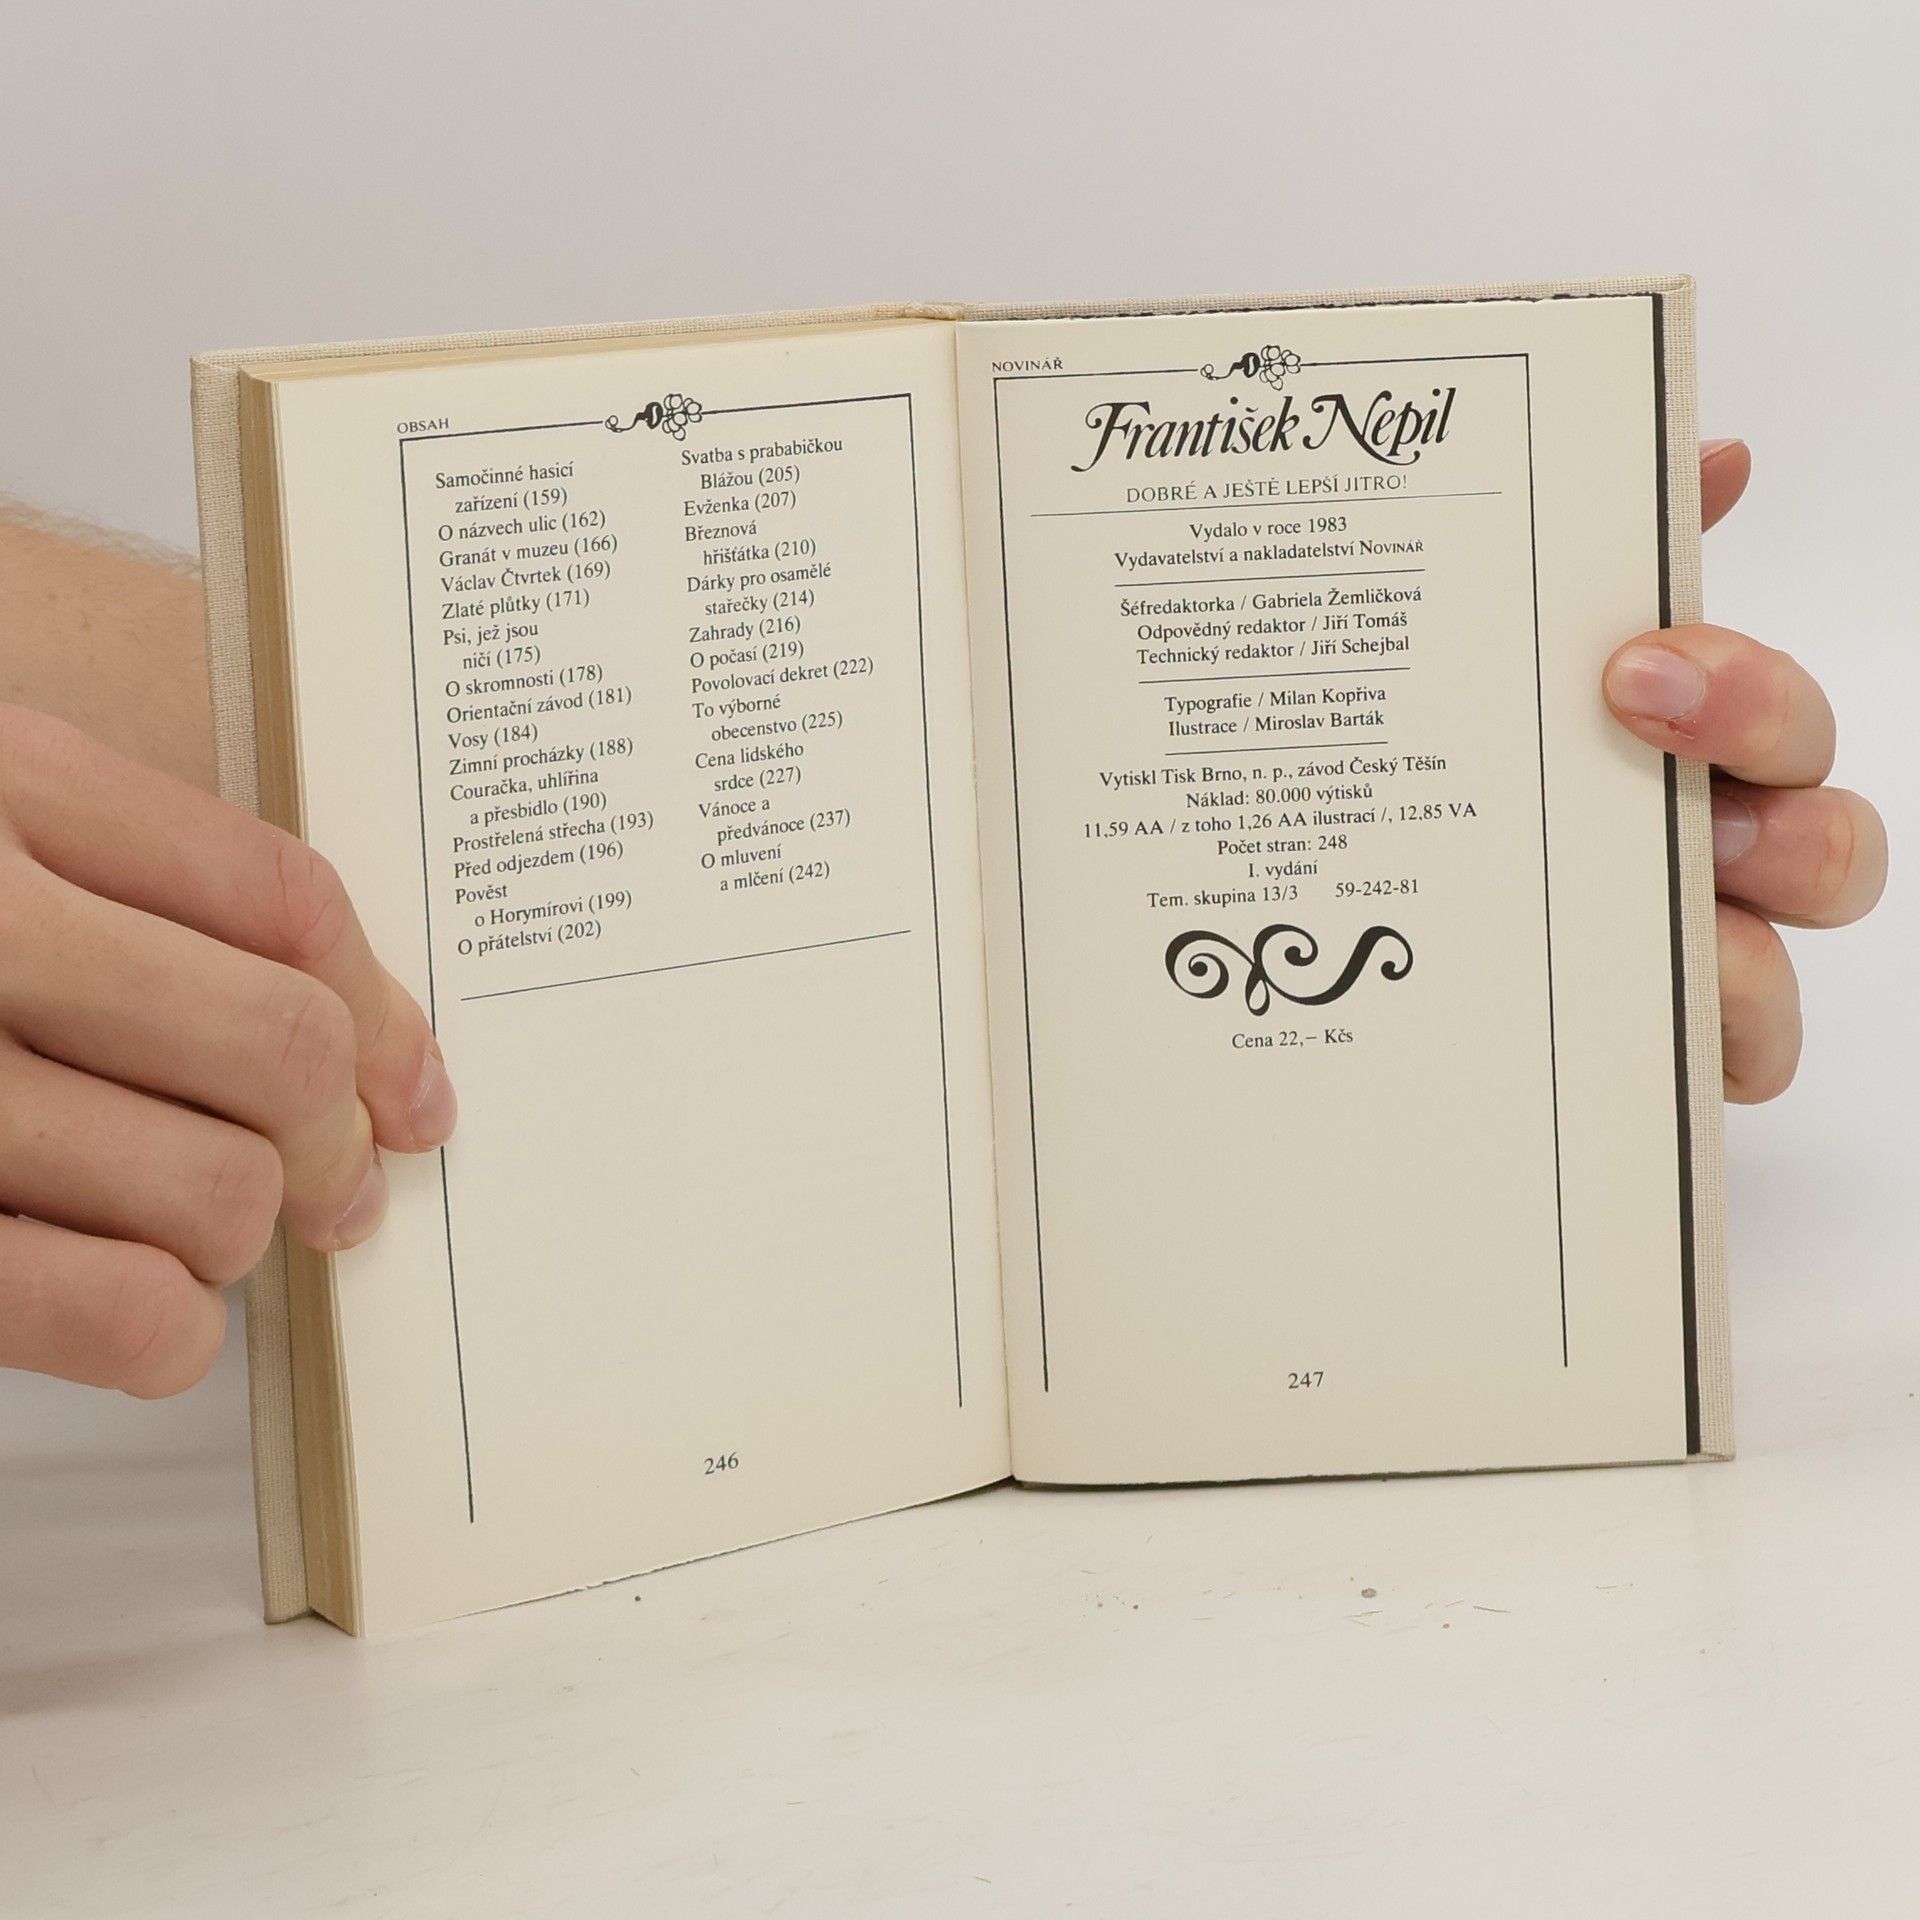 OBSAH
Samočinné hasicí
zařízení (159)
O názvech ulic (162)
Granát v muzeu (166)
Václav Čtvrtek (169)
Zlaté plůtky (171)
Psi, jež jsou
ničí (175)
O skromnosti (178)
Orientační závod (181)
Vosy (184)
Zimní procházky (188)
Couračka, uhlířina
a přesbidlo (190)
Prostřelená střecha (193)
Před odjezdem (196)
Pověst
o Horymírovi (199)
O přátelství (202)
Svatba s prababičkou
Blážou (205)
Evženka (207)
Březnová
hřišťátka (210)
Dárky pro osamělé
stařečky (214)
Zahrady (216)
O počasí (219)
Povolovací dekret (222)
To výborné
obecenstvo (225)
Cena lidského
srdce (227)
Vánoce a
předvánoce (237)
O mluvení
a mlčení (242)
246
NOVINÁŘ
František Nepil
DOBRÉ A JEŠTĚ LEPŠÍ JITRO!
Vydalo v roce 1983
Vydavatelství a nakladatelství NOVINÁŘ
Šéfredaktorka / Gabriela Žemličková
Odpovědný redaktor / Jiří Tomáš
Technický redaktor / Jiří Schejbal
Typografie / Milan Kopřiva
Ilustrace / Miroslav Barták
Vytiskl Tisk Brno, n. p., závod Český Těšín
Náklad: 80.000 výtisků
11,59 AA / z toho 1,26 AA ilustrací /, 12,85 VA
Počet stran: 248
I. vydání
Tem. skupina 13/3 59-242-81
Cena 22,– Kčs
247